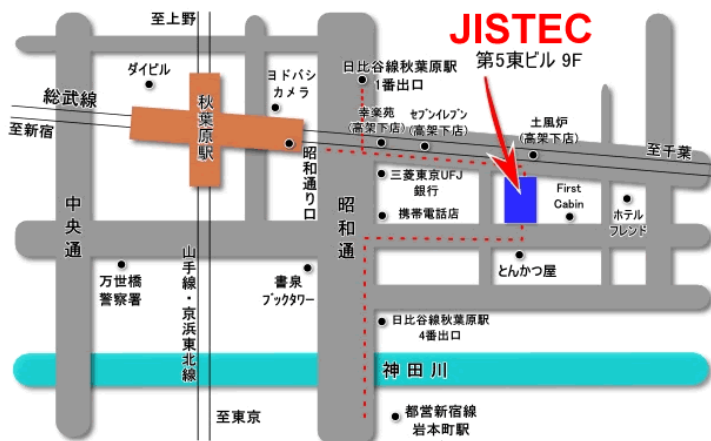 至上野
JISTEC
第5東ビル 9F
ダイビル
ヨドバシ
カメラ
日比谷線秋葉原駅
1番出口
総武線
至新宿
秋葉原駅
幸楽苑
(高架下店)
セブンイレブン
(高架下店)
土風炉
(高架下店)
至千葉
昭和通り口
三菱東京UFJ
銀行
First
Cabin
ホテル
フレンド
中央通
昭和通
携帯電話店
山手線・京浜東北線
万世橋
警察署
書泉
ブックタワー
とんかつ屋
日比谷線秋葉原駅
4番出口
神田川
至東京
都営新宿線
岩本町駅